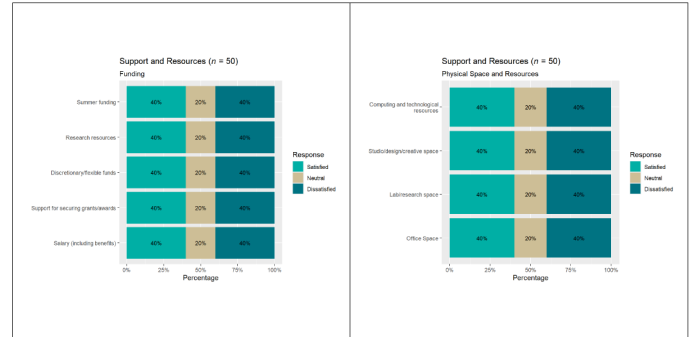 Support and Resources (n = 50)
Funding
Summer funding
40% 20% 40%
Research resources
40% 20% 40%
Discretionary/flexible funds
40% 20% 40%
Support for securing grants/awards
40% 20% 40%
Salary (including benefits)
40% 20% 40%
0% 25% 50% 75% 100%
Percentage
Response
Satisfied
Neutral
Dissatisfied
Support and Resources (n = 50)
Physical Space and Resources
Computing and technological
resources
40% 20% 40%
Studio/design/creative space
40% 20% 40%
Lab/research space
40% 20% 40%
Office Space
40% 20% 40%
0% 25% 50% 75% 100%
Percentage
Response
Satisfied
Neutral
Dissatisfied